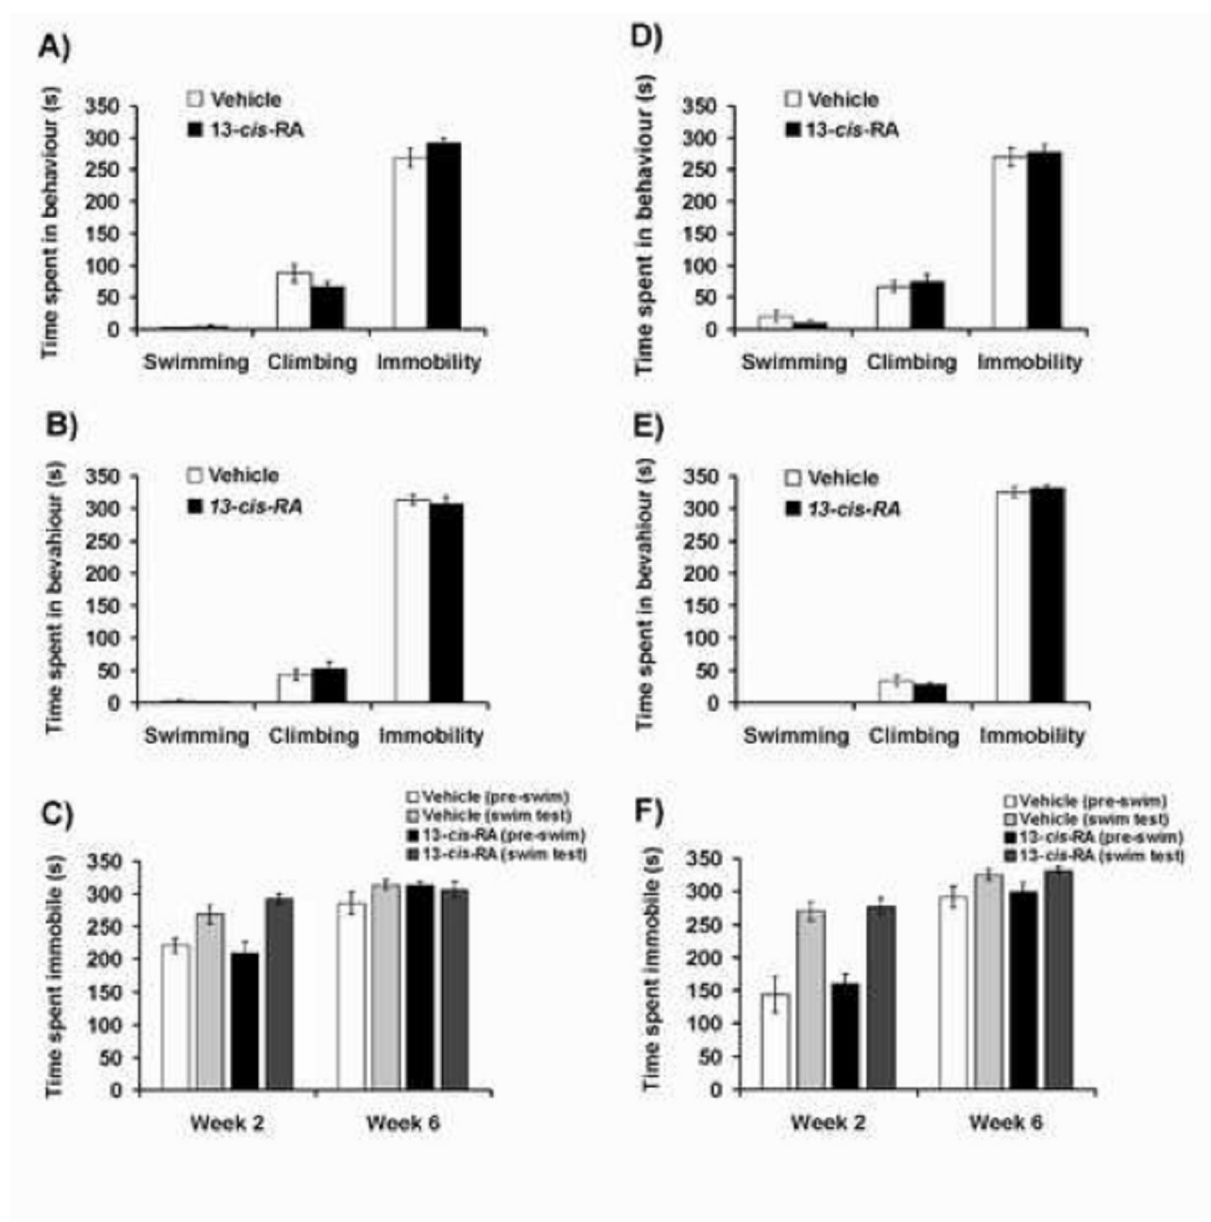 A)
Time spent in behaviour (s)
Vehicle
13-cis-RA
350
300
250
200
150
100
50
0
Swimming Climbing Immobility
D)
Time spent in behaviour (s)
Vehicle
13-cis-RA
350
300
250
200
150
100
50
0
Swimming Climbing Immobility
B)
Time spent in bevahiour (s)
Vehicle
13-cis-RA
350
300
250
200
150
100
50
0
Swimming Climbing Immobility
E)
Time spent in bevahiour (s)
Vehicle
13-cis-RA
350
300
250
200
150
100
50
0
Swimming Climbing Immobility
C)
Time spent immobile (s)
Vehicle (pre-swim)
Vehicle (swim test)
13-cis-RA (pre-swim)
13-cis-RA (swim test)
350
300
250
200
150
100
50
0
Week 2 Week 6
F)
Time spent immobile (s)
Vehicle (pre-swim)
Vehicle (swim test)
13-cis-RA (pre-swim)
13-cis-RA (swim test)
350
300
250
200
150
100
50
0
Week 2 Week 6